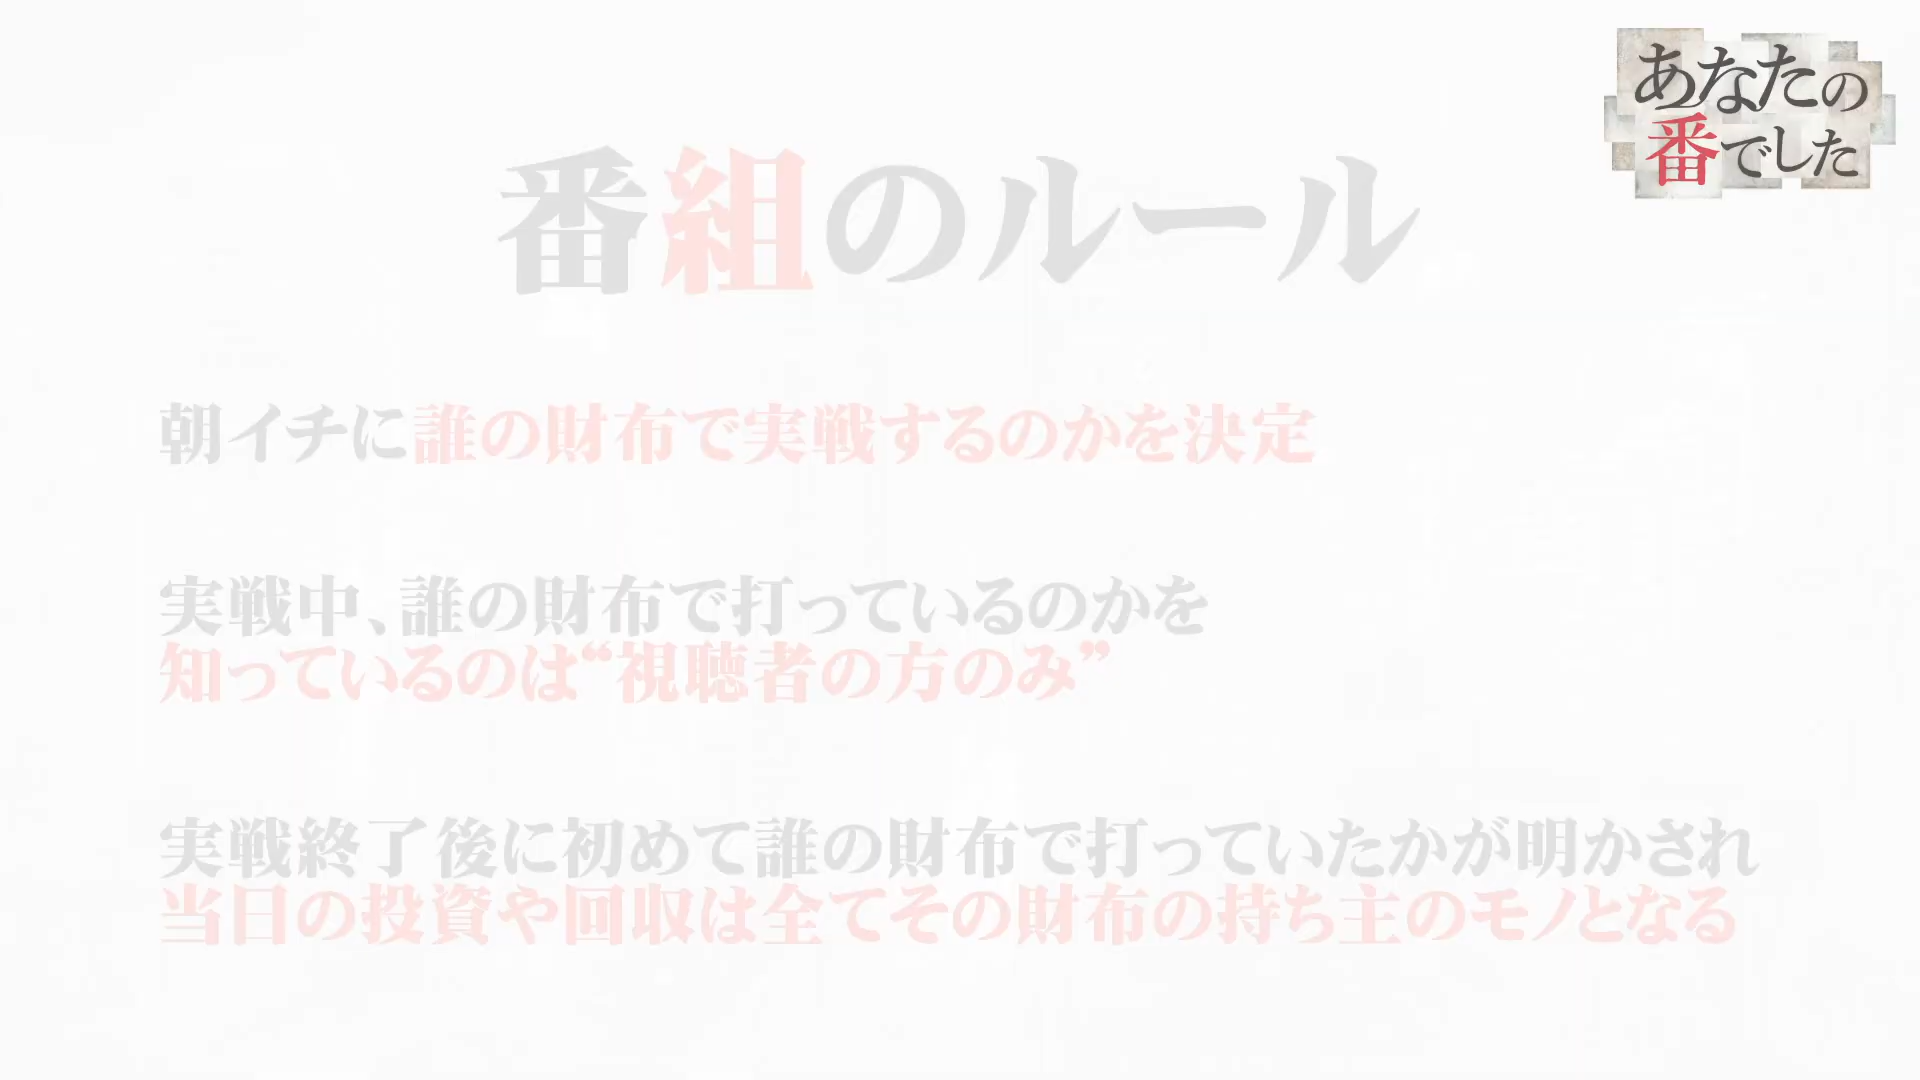 あなたの
番でした
番組のルール
朝イチに誰の財布で実戦するのかを決定
実戦中、誰の財布で打っているのかを
知っているのは“視聴者の方のみ”
実戦終了後に初めて誰の財布で打っていたかが明かされ
当日の投資や回収は全てその財布の持ち主のモノとなる